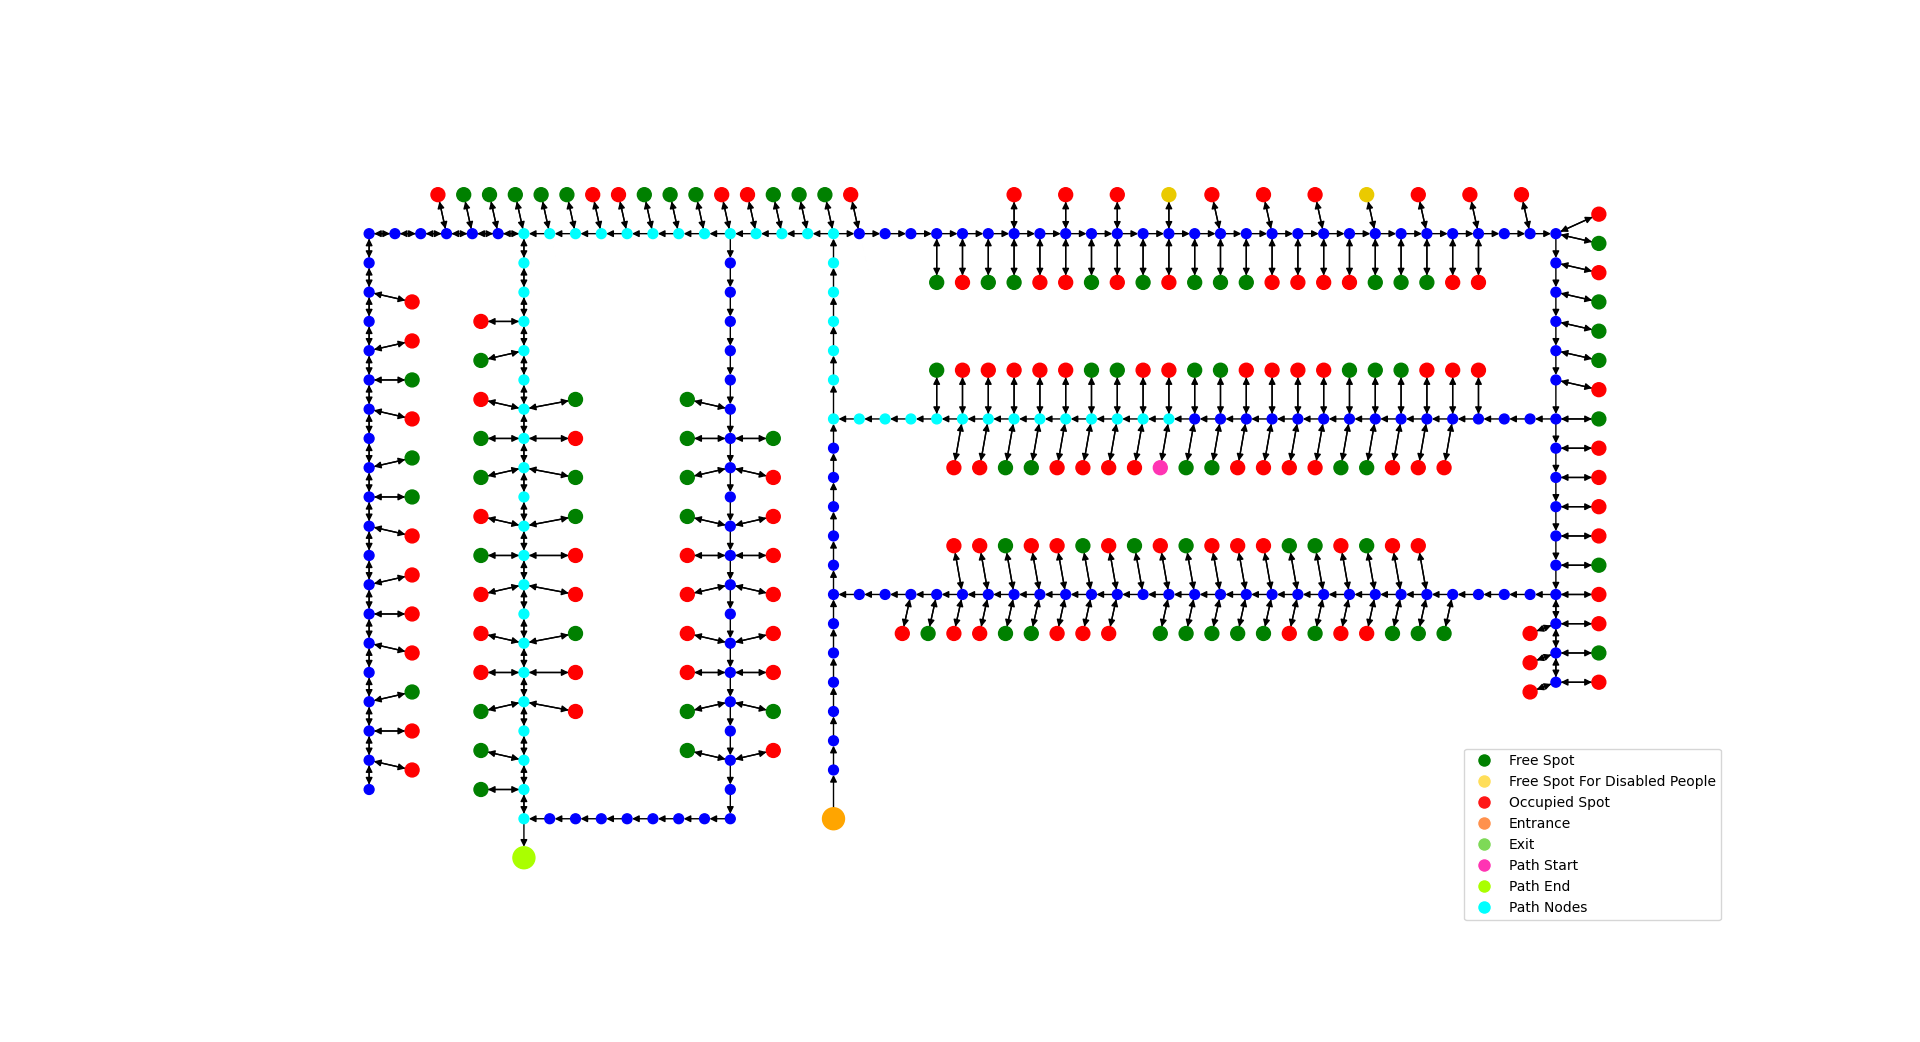 Free Spot
Free Spot For Disabled People
Occupied Spot
Entrance
Exit
Path Start
Path End
Path Nodes